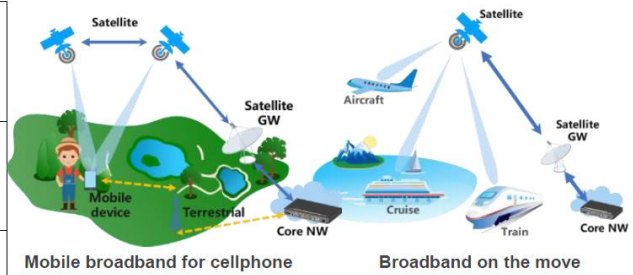 Satellite
Satellite
GW
Mobile
device
Terrestrial
Core NW
Mobile broadband for cellphone
Satellite
Aircraft
Satellite
GW
Cruise
Train
Core NW
Broadband on the move